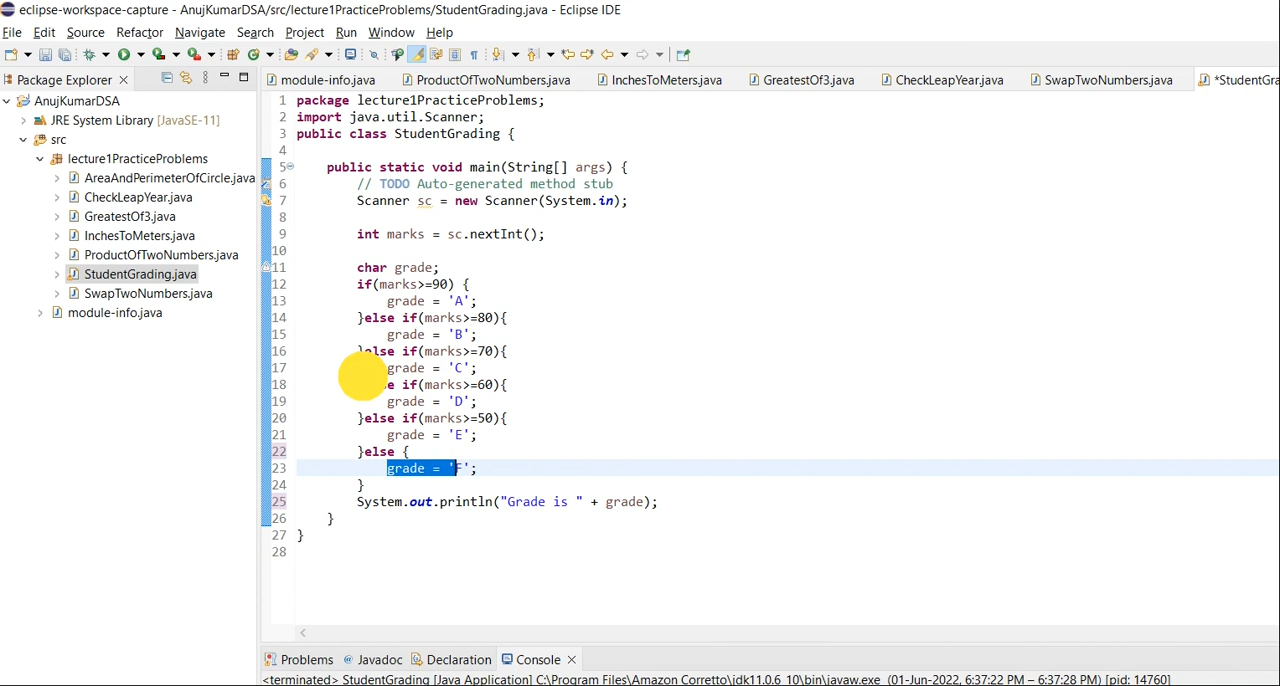 eclipse-workspace-capture - AnujKumarDSA/src/lecture1PracticeProblems/StudentGrading.java - Eclipse IDE
File Edit Source Refactor Navigate Search Project Run Window Help
Package Explorer
module-info.java ProductOfTwoNumbers.java InchesToMeters.java GreatestOf3.java CheckLeapYear.java SwapTwoNumbers.java *StudentGra
AnujKumarDSA
JRE System Library [JavaSE-11]
src
lecture1PracticeProblems
AreaAndPerimeterOfCircle.java
CheckLeapYear.java
GreatestOf3.java
InchesToMeters.java
ProductOfTwoNumbers.java
StudentGrading.java
SwapTwoNumbers.java
module-info.java
1 package lecture1PracticeProblems;
2 import java.util.Scanner;
3 public class StudentGrading {
4
5 public static void main(String[] args) {
6 // TODO Auto-generated method stub
7 Scanner sc = new Scanner(System.in);
8
9 int marks = sc.nextInt();
10
11 char grade;
12 if(marks>=90) {
13 grade = 'A';
14 }else if(marks>=80){
15 grade = 'B';
16 }else if(marks>=70){
17 grade = 'C';
18 e if(marks>=60){
19 grade = 'D';
20 }else if(marks>=50){
21 grade = 'E';
22 }else {
23 grade = 'F';
24 }
25 System.out.println("Grade is " + grade);
26 }
27 }
28
Problems Javadoc Declaration Console
<terminated> StudentGrading [Java Application] C:\Program Files\Amazon Corretto\jdk11.0.6_10\bin\javaw.exe (01-Jun-2022, 6:37:22 PM – 6:37:28 PM) [pid: 14760]